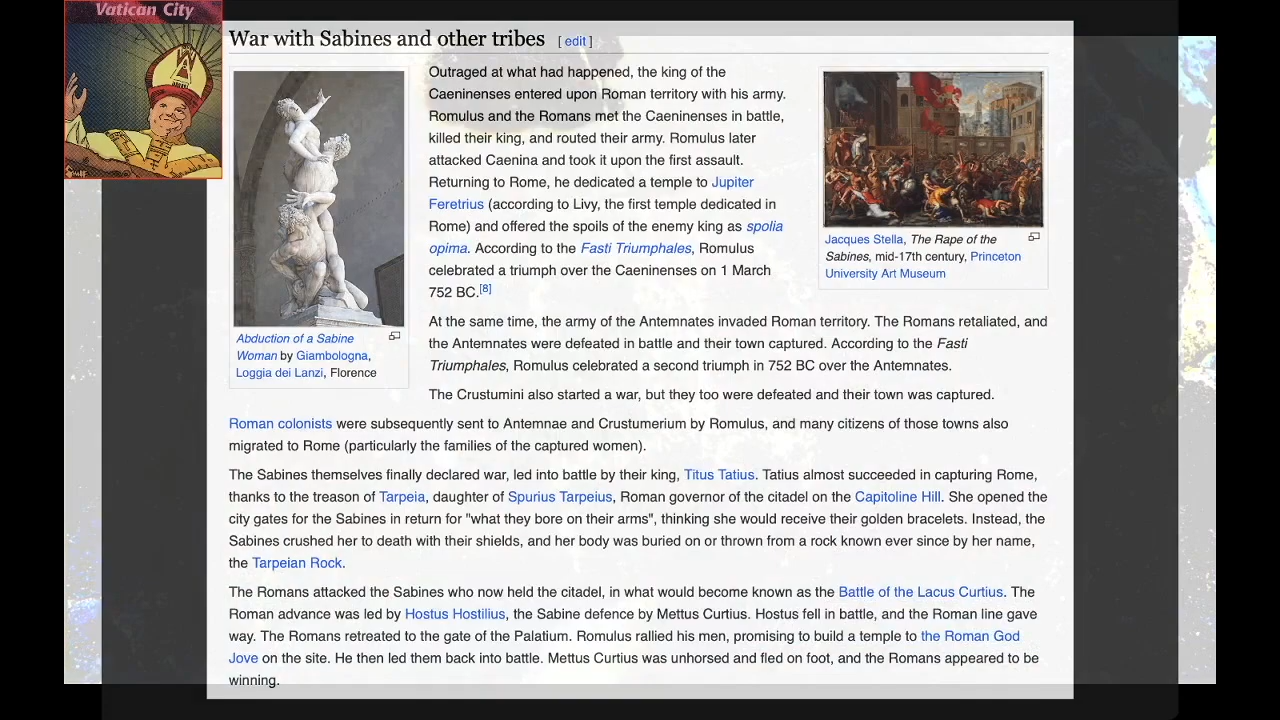 Vatican City
War with Sabines and other tribes [ edit ]
Outraged at what had happened, the king of the
Caeninenses entered upon Roman territory with his army.
Romulus and the Romans met the Caeninenses in battle,
killed their king, and routed their army. Romulus later
attacked Caenina and took it upon the first assault.
Returning to Rome, he dedicated a temple to Jupiter
Feretrius (according to Livy, the first temple dedicated in
Rome) and offered the spoils of the enemy king as spolia
opima. According to the Fasti Triumphales, Romulus
celebrated a triumph over the Caeninenses on 1 March
752 BC.[8]
Jacques Stella, The Rape of the
Sabines, mid-17th century, Princeton
University Art Museum
Abduction of a Sabine
Woman by Giambologna,
Loggia dei Lanzi, Florence
At the same time, the army of the Antemnates invaded Roman territory. The Romans retaliated, and
the Antemnates were defeated in battle and their town captured. According to the Fasti
Triumphales, Romulus celebrated a second triumph in 752 BC over the Antemnates.
The Crustumini also started a war, but they too were defeated and their town was captured.
Roman colonists were subsequently sent to Antemnae and Crustumerium by Romulus, and many citizens of those towns also
migrated to Rome (particularly the families of the captured women).
The Sabines themselves finally declared war, led into battle by their king, Titus Tatius. Tatius almost succeeded in capturing Rome,
thanks to the treason of Tarpeia, daughter of Spurius Tarpeius, Roman governor of the citadel on the Capitoline Hill. She opened the
city gates for the Sabines in return for "what they bore on their arms", thinking she would receive their golden bracelets. Instead, the
Sabines crushed her to death with their shields, and her body was buried on or thrown from a rock known ever since by her name,
the Tarpeian Rock.
The Romans attacked the Sabines who now held the citadel, in what would become known as the Battle of the Lacus Curtius. The
Roman advance was led by Hostus Hostilius, the Sabine defence by Mettus Curtius. Hostus fell in battle, and the Roman line gave
way. The Romans retreated to the gate of the Palatium. Romulus rallied his men, promising to build a temple to the Roman God
Jove on the site. He then led them back into battle. Mettus Curtius was unhorsed and fled on foot, and the Romans appeared to be
winning.